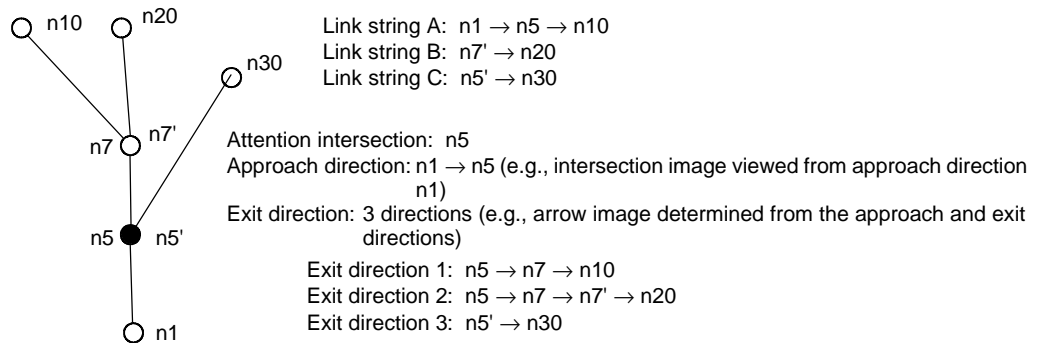 n10
n20
n30
n7
n7'
n5
n5'
n1
Link string A: n1 → n5 → n10
Link string B: n7' → n20
Link string C: n5' → n30
Attention intersection: n5
Approach direction: n1 → n5 (e.g., intersection image viewed from approach direction
n1)
Exit direction: 3 directions (e.g., arrow image determined from the approach and exit
directions)
Exit direction 1: n5 → n7 → n10
Exit direction 2: n5 → n7 → n7' → n20
Exit direction 3: n5' → n30